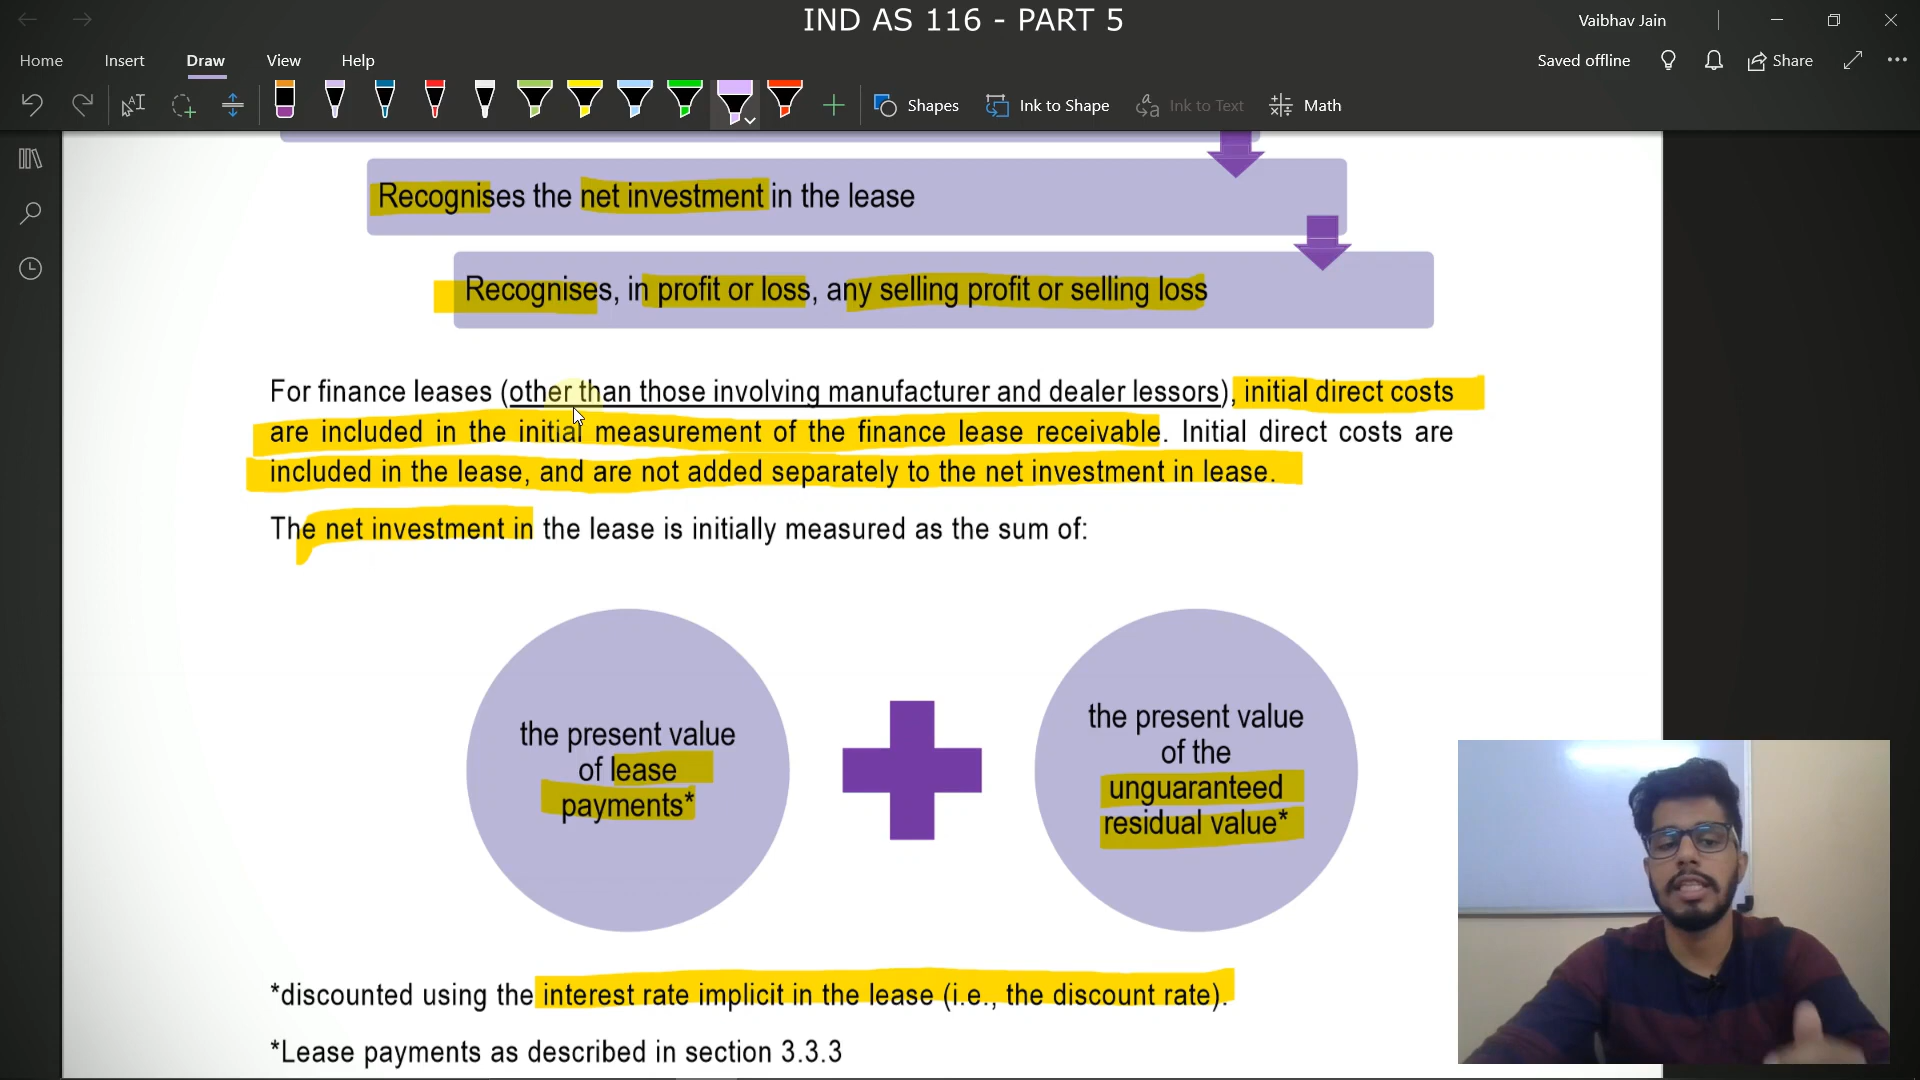 IND AS 116 - PART 5
Vaibhav Jain
Home Insert Draw View Help
Saved offline
Share
Shapes
Ink to Shape
Ink to Text
Math
Recognises the net investment in the lease
Recognises, in profit or loss, any selling profit or selling loss
For finance leases (other than those involving manufacturer and dealer lessors), initial direct costs
are included in the initial measurement of the finance lease receivable. Initial direct costs are
included in the lease, and are not added separately to the net investment in lease.
The net investment in the lease is initially measured as the sum of:
the present value
of lease
payments*
the present value
of the
unguaranteed
residual value*
*discounted using the interest rate implicit in the lease (i.e., the discount rate).
*Lease payments as described in section 3.3.3